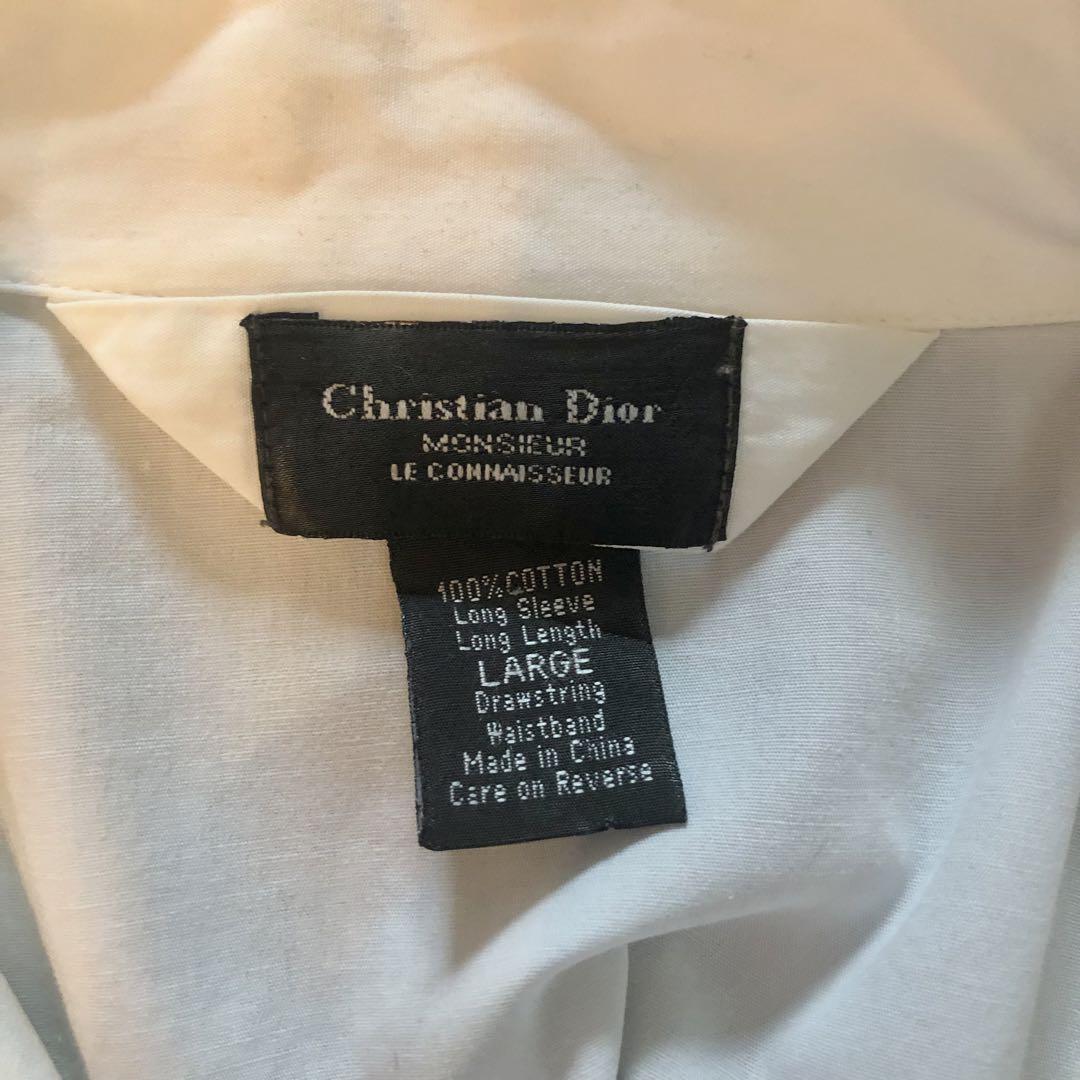 Christian Dior
MONSIEUR
LE CONNAISSEUR
100% COTTON
Long Sleeve
Long Length
LARGE
Drawstring
Waistband
Made in China
Care on Reverse